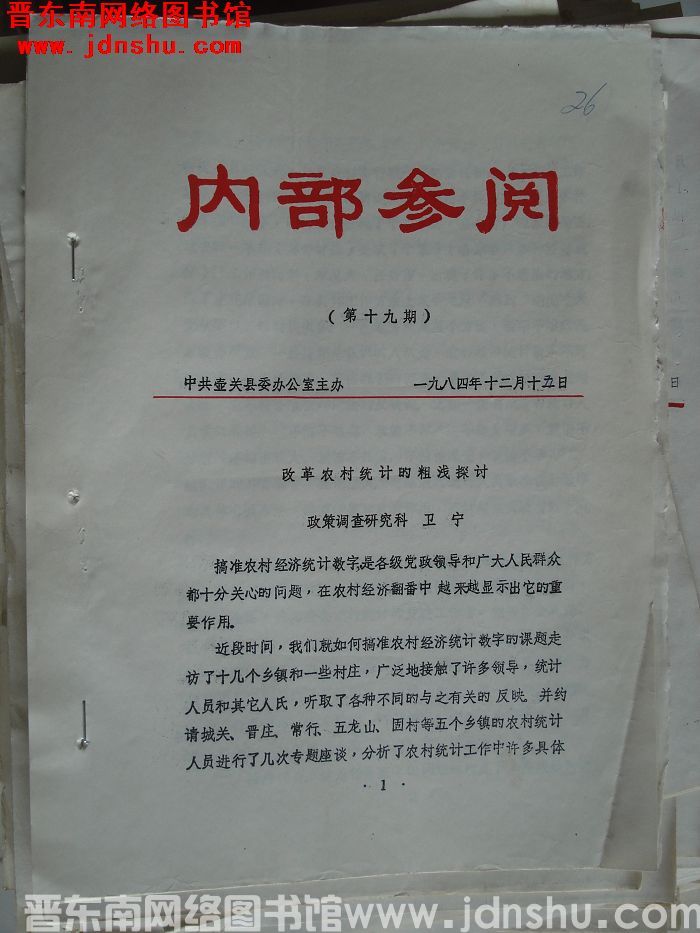 晋东南网络图书馆
www.jdnshu.com
26
内部参阅
(第十九期)
中共壶关县委办公室主办 一九八四年十二月十五日
改革农村统计的粗浅探讨
政策调查研究科 卫宁
搞准农村经济统计数字,是各级党政领导和广大人民群众
都十分关心的问题,在农村经济翻番中越来越显示出它的重
要作用。
近段时间,我们就如何搞准农村经济统计数字的课题走
访了十几个乡镇和一些村庄,广泛地接触了许多领导,统计
人员和其它人民,听取了各种不同的与之有关的反映。并约
请城关、晋庄、常行、五龙山、固村等五个乡镇的农村统计
人员进行了几次专题座谈,分析了农村统计工作中许多具体
·1·
日
晋东南网络图书馆www.jdnshu.com